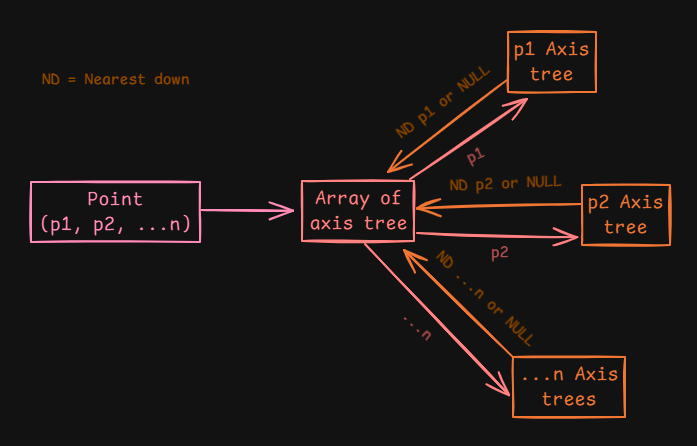 p1 Axis
tree
ND = Nearest down
ND p1 or NULL
p1
Point
(p1, p2, ...n)
Array of
axis tree
ND p2 or NULL
p2 Axis
tree
p2
ND ...n or NULL
...n
...n Axis
trees